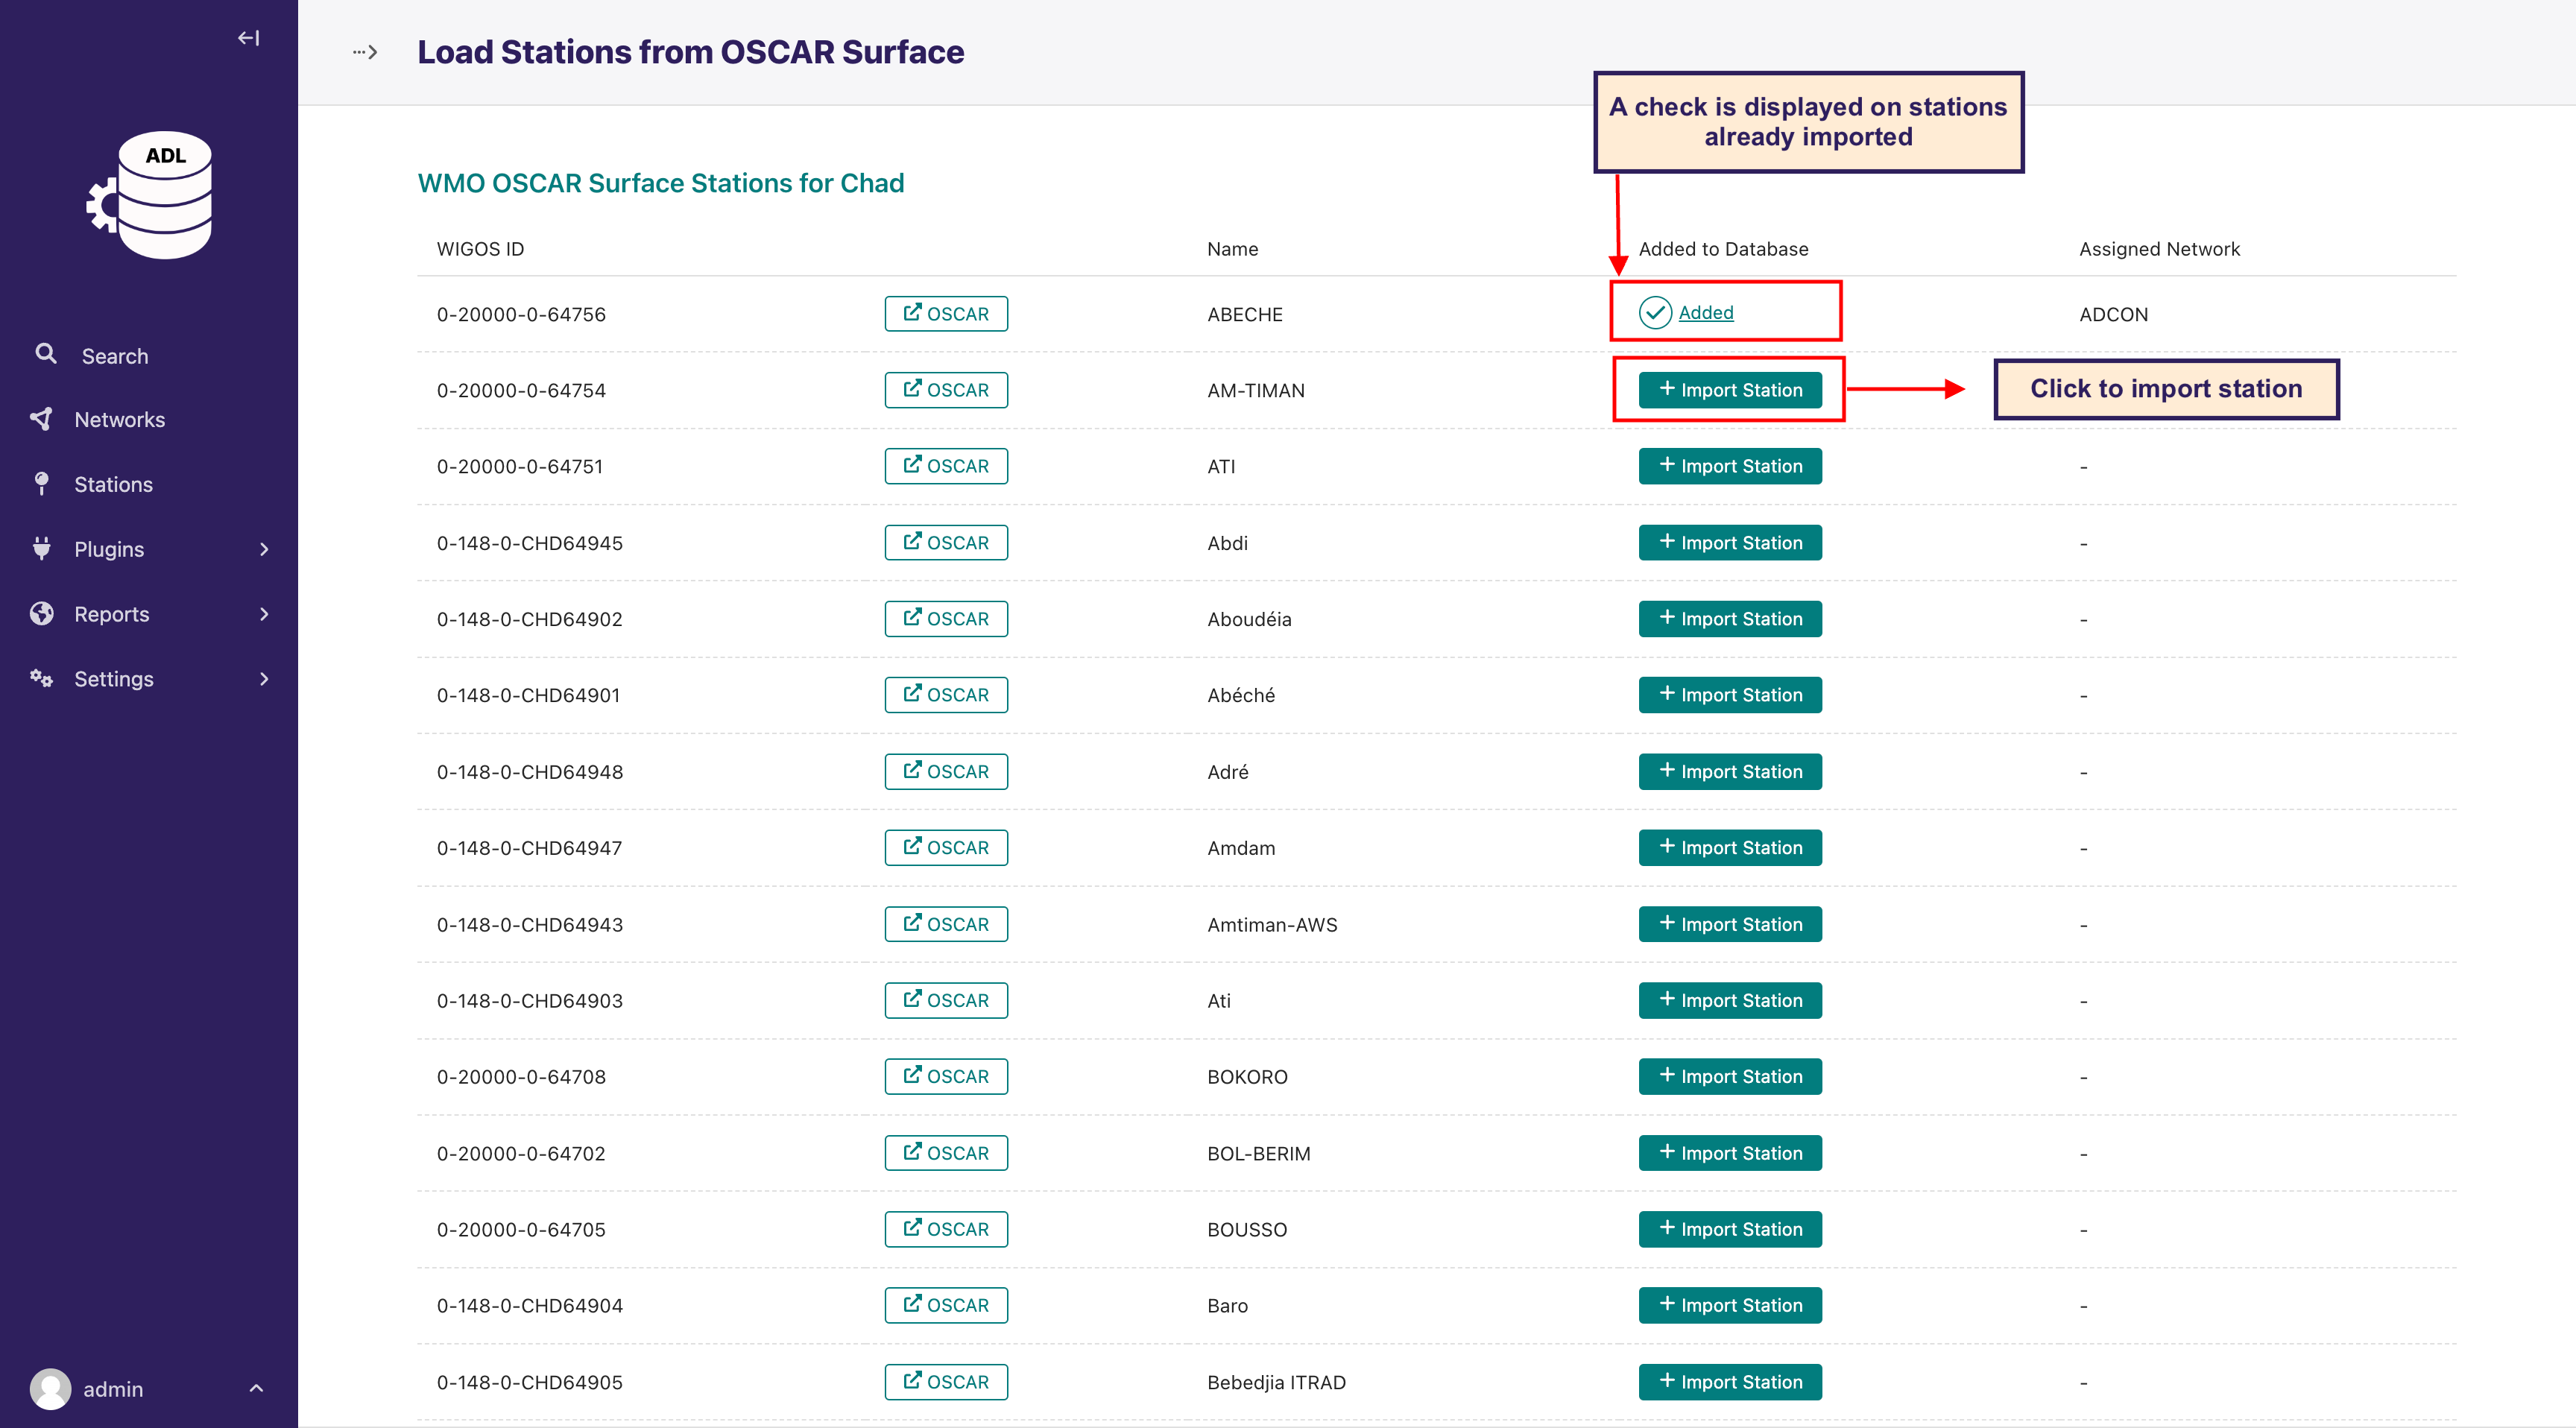 Load Stations from OSCAR Surface
A check is displayed on stations
already imported
ADL
WMO OSCAR Surface Stations for Chad
WIGOS ID Name Added to Database Assigned Network
0-20000-0-64756 OSCAR ABECHE Added ADCON
Search
Networks
Stations
Plugins
Reports
Settings
0-20000-0-64754 OSCAR AM-TIMAN + Import Station Click to import station
0-20000-0-64751 OSCAR ATI + Import Station -
0-148-0-CHD64945 OSCAR Abdi + Import Station -
0-148-0-CHD64902 OSCAR Aboudéia + Import Station -
0-148-0-CHD64901 OSCAR Abéché + Import Station -
0-148-0-CHD64948 OSCAR Adré + Import Station -
0-148-0-CHD64947 OSCAR Amdam + Import Station -
0-148-0-CHD64943 OSCAR Amtiman-AWS + Import Station -
0-148-0-CHD64903 OSCAR Ati + Import Station -
0-20000-0-64708 OSCAR BOKORO + Import Station -
0-20000-0-64702 OSCAR BOL-BERIM + Import Station -
0-20000-0-64705 OSCAR BOUSSO + Import Station -
0-148-0-CHD64904 OSCAR Baro + Import Station -
0-148-0-CHD64905 OSCAR Bebedjia ITRAD + Import Station -
admin